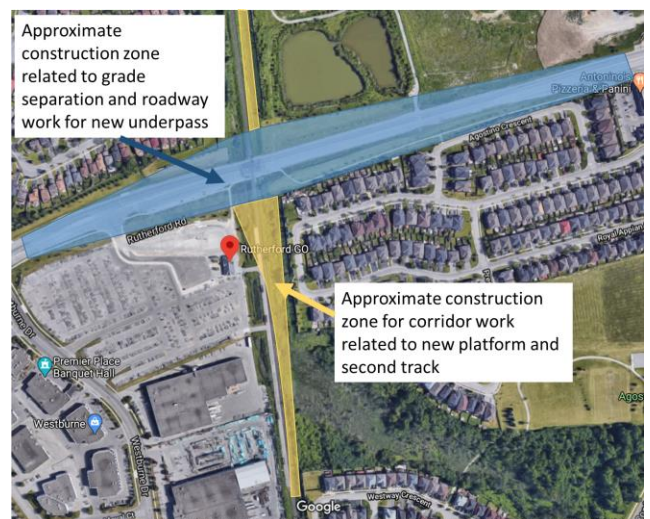 Approximate
construction zone
related to grade
separation and roadway
work for new underpass
Antonino's
Pizzeria & Panini
Agostino Crescent
Rutherford Rd
Rutherford GO
Royal Appian
Approximate construction
zone for corridor work
related to new platform and
second track
Premier Place
Banquet Hall
Westburne
Westburne Dr
Westway Crescent
Google